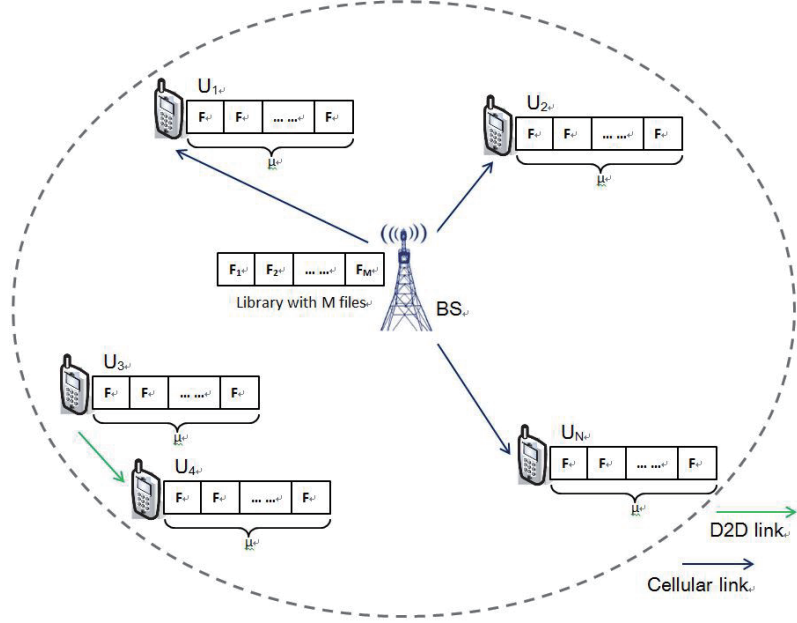 U1
F F ... ... F
μ
U2
F F ... ... F
μ
F1 F2 ... ... FM
Library with M files
BS
U3
F F ... ... F
μ
U4
F F ... ... F
μ
UN
F F ... ... F
μ
D2D link
Cellular link